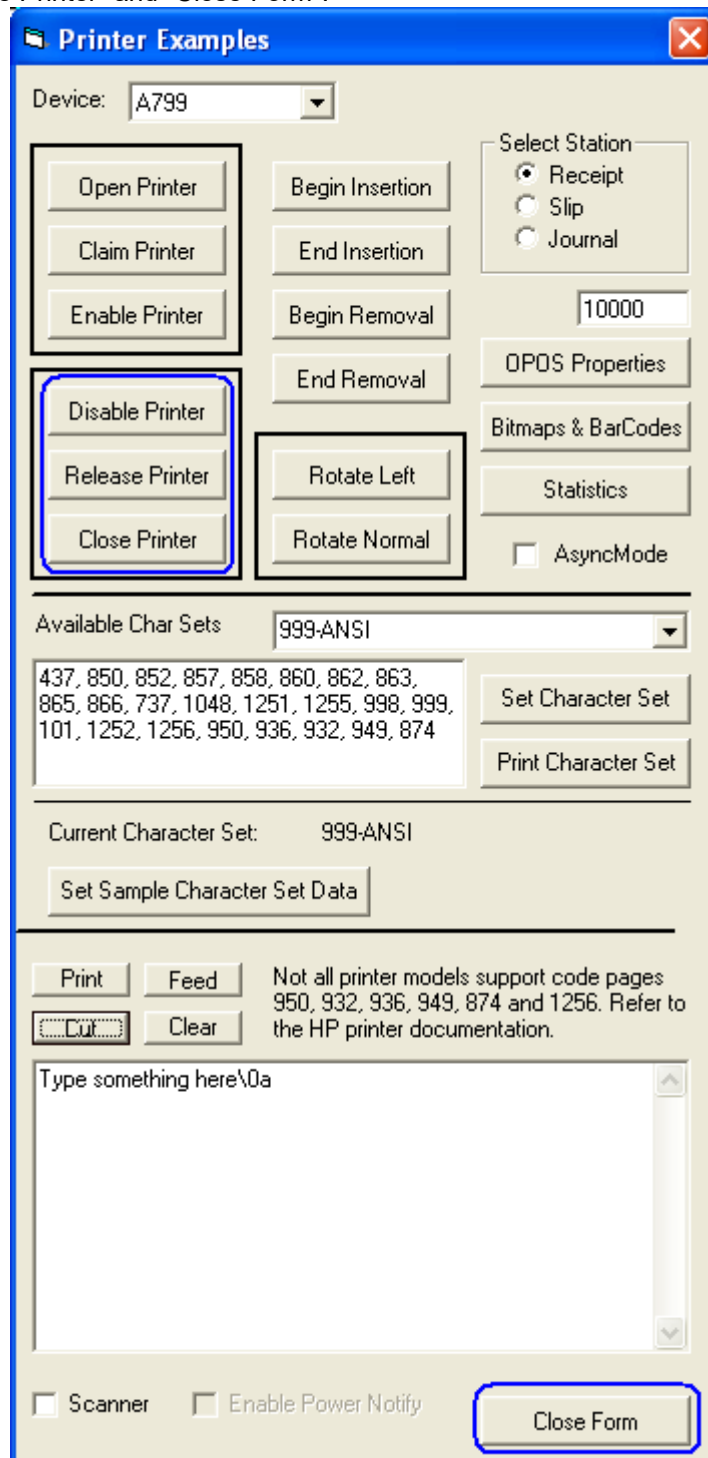 Printer" and "Close Form".
Printer Examples
Device: A799
Open Printer
Claim Printer
Enable Printer
Disable Printer
Release Printer
Close Printer
Begin Insertion
End Insertion
Begin Removal
End Removal
Rotate Left
Rotate Normal
Select Station
Receipt
Slip
Journal
10000
OPOS Properties
Bitmaps & BarCodes
Statistics
AsyncMode
Available Char Sets
999-ANSI
437, 850, 852, 857, 858, 860, 862, 863,
865, 866, 737, 1048, 1251, 1255, 998, 999,
101, 1252, 1256, 950, 936, 932, 949, 874
Set Character Set
Print Character Set
Current Character Set: 999-ANSI
Set Sample Character Set Data
Print
Feed
Cut
Clear
Not all printer models support code pages
950, 932, 936, 949, 874 and 1256. Refer to
the HP printer documentation.
Type something here\0a
Scanner
Enable Power Notify
Close Form